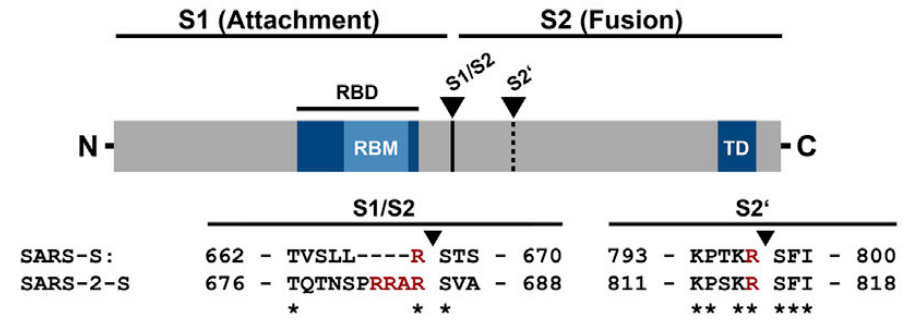 S1 (Attachment) S2 (Fusion)
S1/S2 S2‘
RBD
N RBM TD C
S1/S2 S2‘
SARS-S: 662 - TVSLL----R STS - 670 793 - KPTKR SFI - 800
SARS-2-S 676 - TQTNSPRRAR SVA - 688 811 - KPSKR SFI - 818
* * * ** ** ***